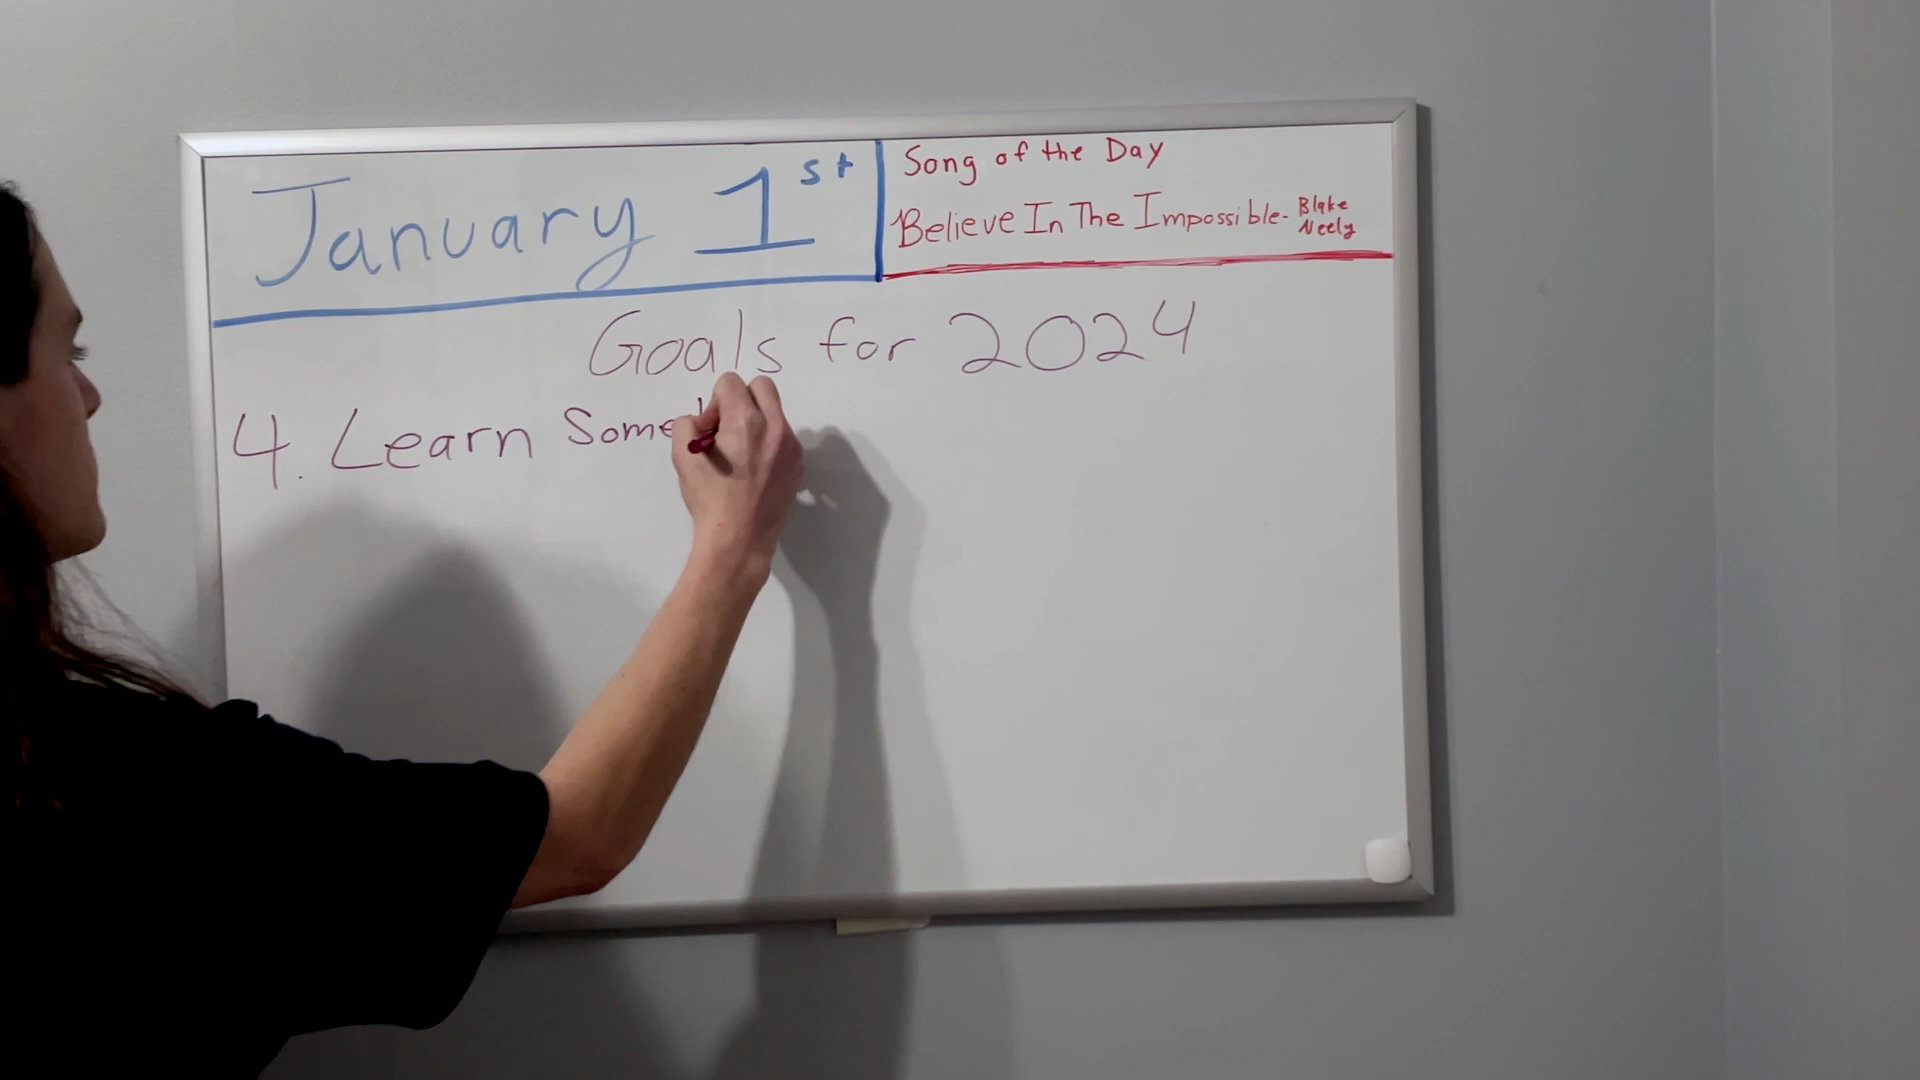 January 1st
Song of the Day
Believe In The Impossible- Blake Neely
Goals for 2024
4. Learn Some